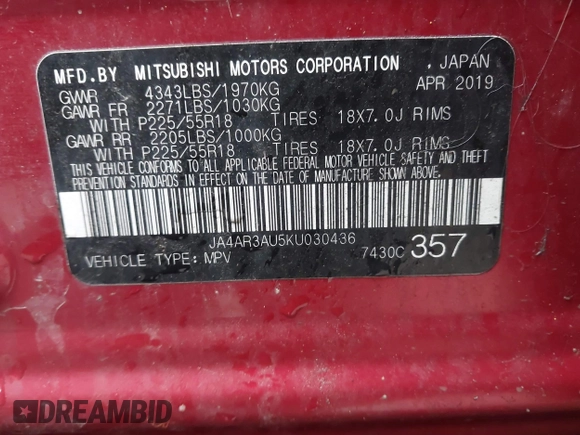 MFD.BY MITSUBISHI MOTORS CORPORATION , JAPAN
GVWR 4343LBS/1970KG APR 2019
GAWR FR 2271LBS/1030KG
WITH P225/55R18 TIRES 18X7.0J RIMS
GAWR RR 2205LBS/1000KG
WITH P225/55R18 TIRES 18X7.0J RIMS
THIS VEHICLE CONFORMS TO ALL APPLICABLE FEDERAL MOTOR VEHICLE SAFETY AND THEFT
PREVENTION STANDARDS IN EFFECT ON THE DATE OF MANUFACTURE SHOWN ABOVE.
JA4AR3AU5KU030436
VEHICLE TYPE: MPV 7430C 357
DREAMBID